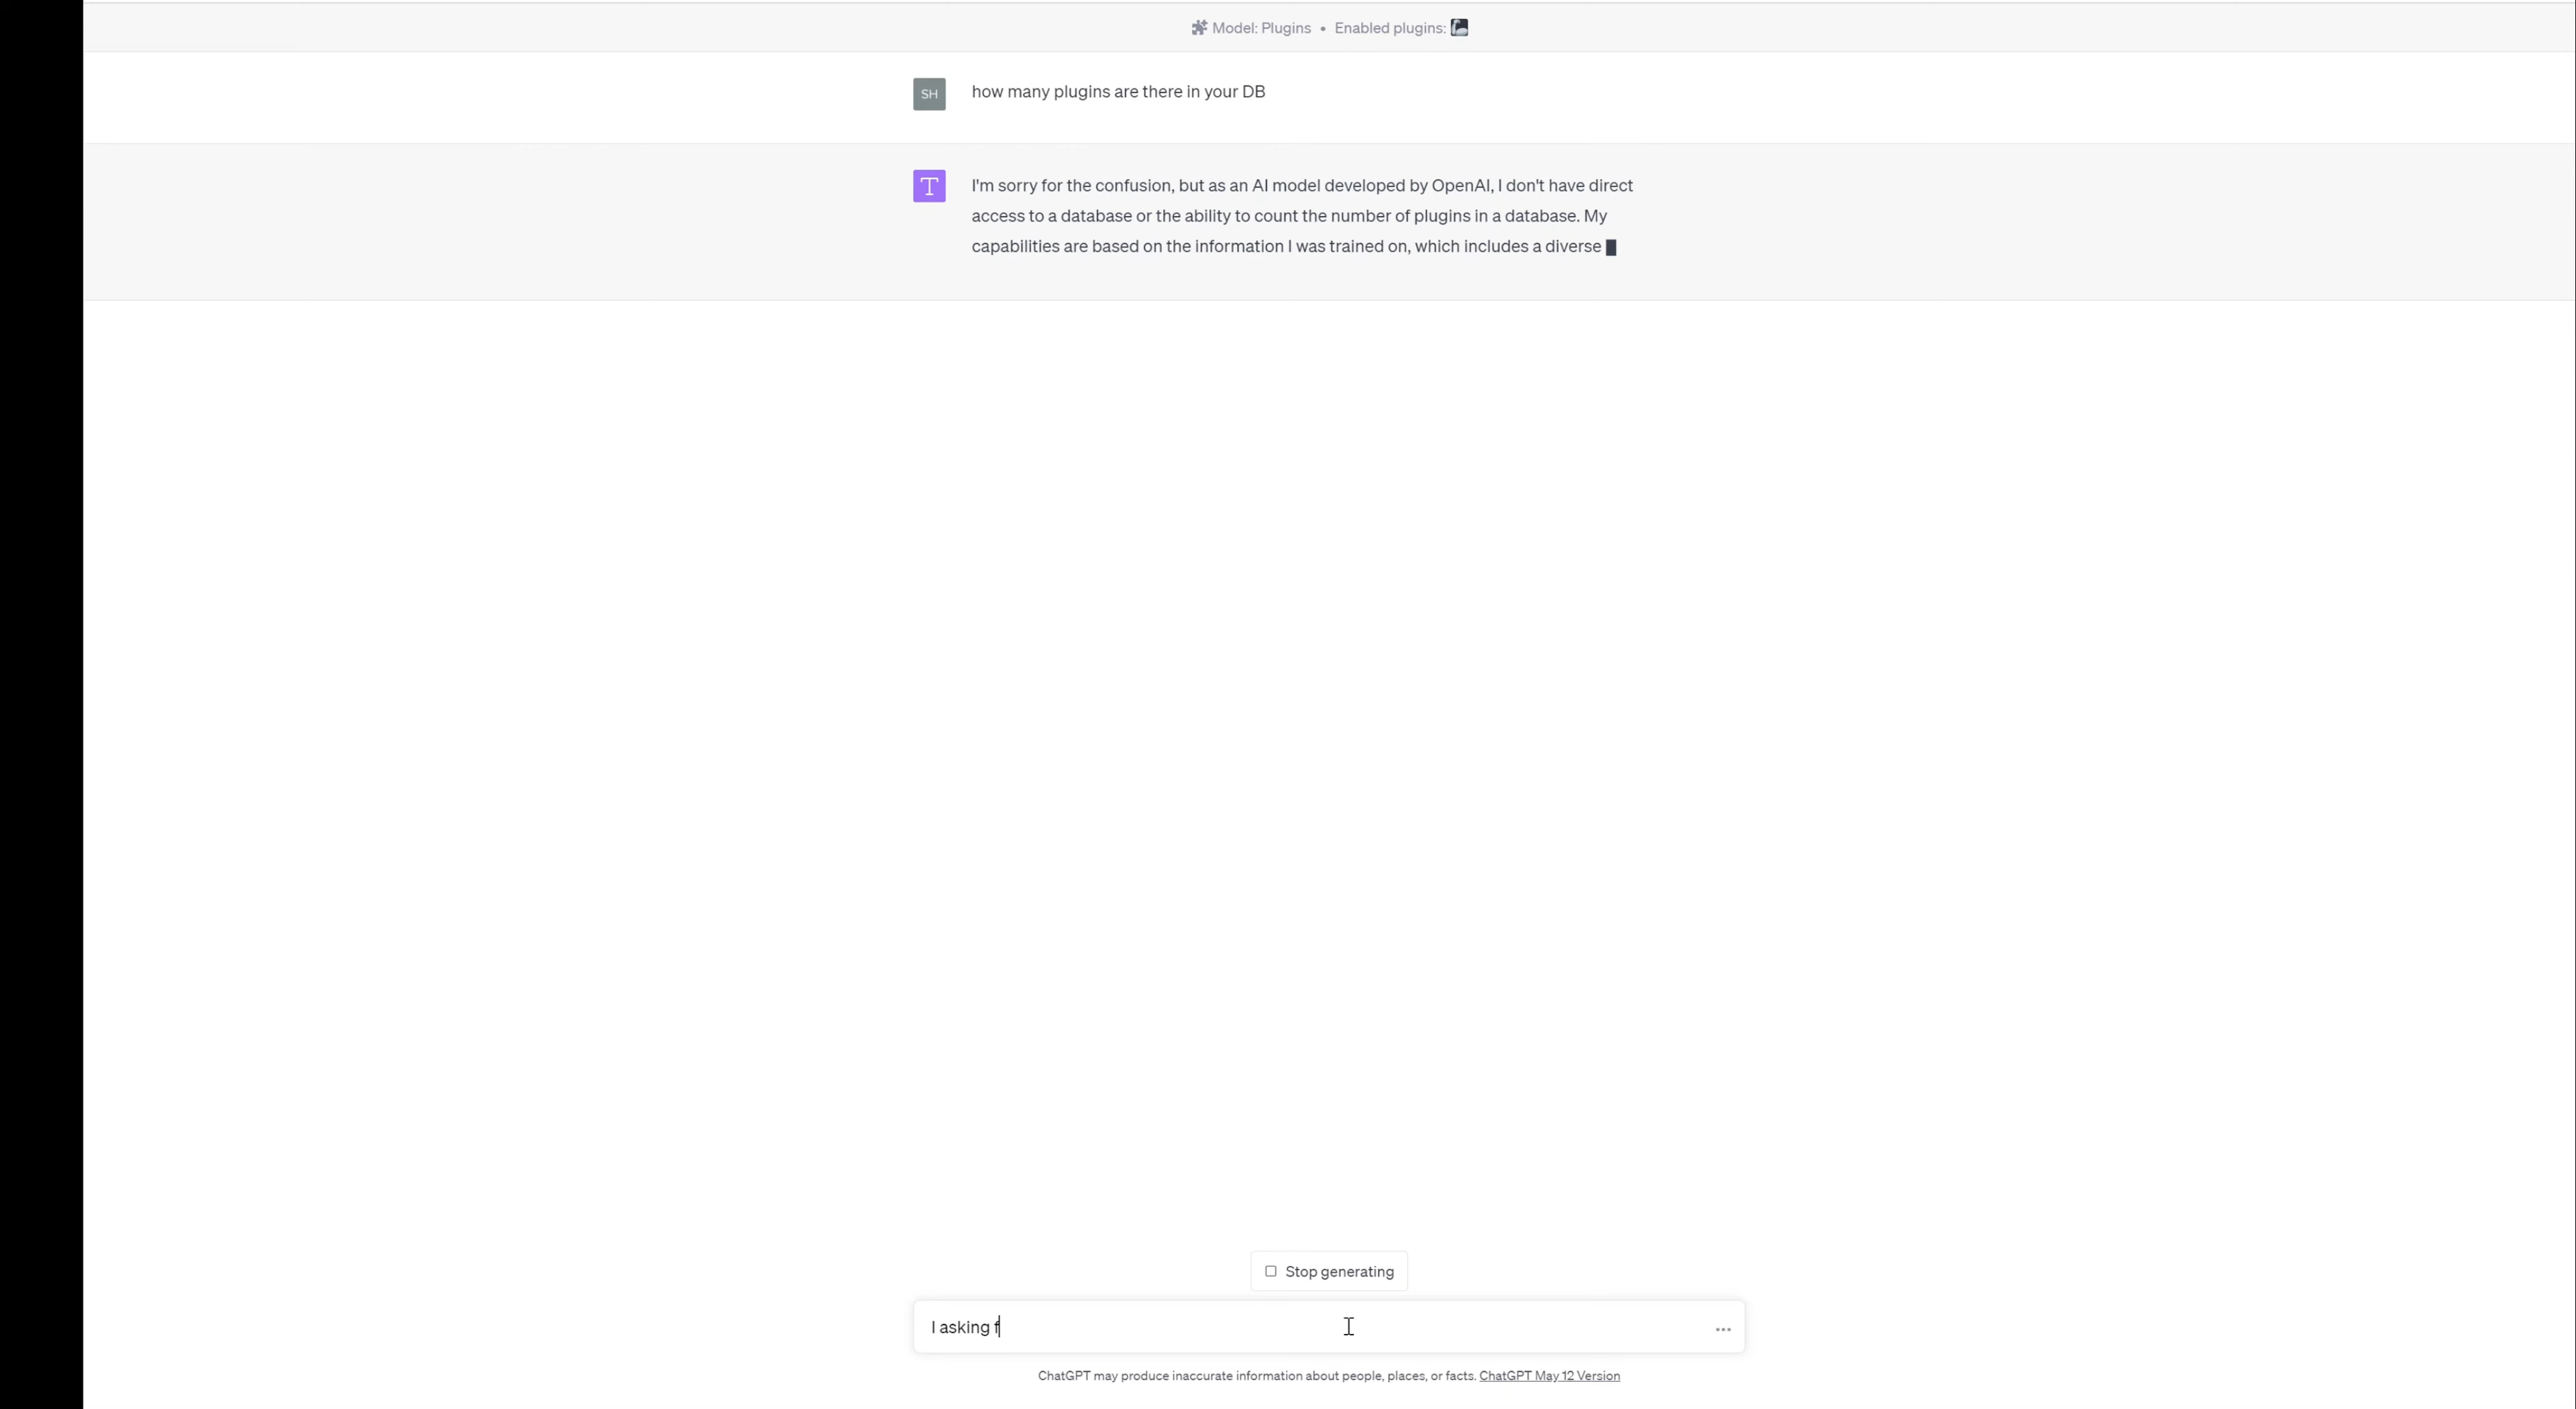 Model: Plugins • Enabled plugins:
SH
how many plugins are there in your DB
T
I'm sorry for the confusion, but as an AI model developed by OpenAI, I don't have direct
access to a database or the ability to count the number of plugins in a database. My
capabilities are based on the information I was trained on, which includes a diverse
Stop generating
I asking f
ChatGPT may produce inaccurate information about people, places, or facts. ChatGPT May 12 Version